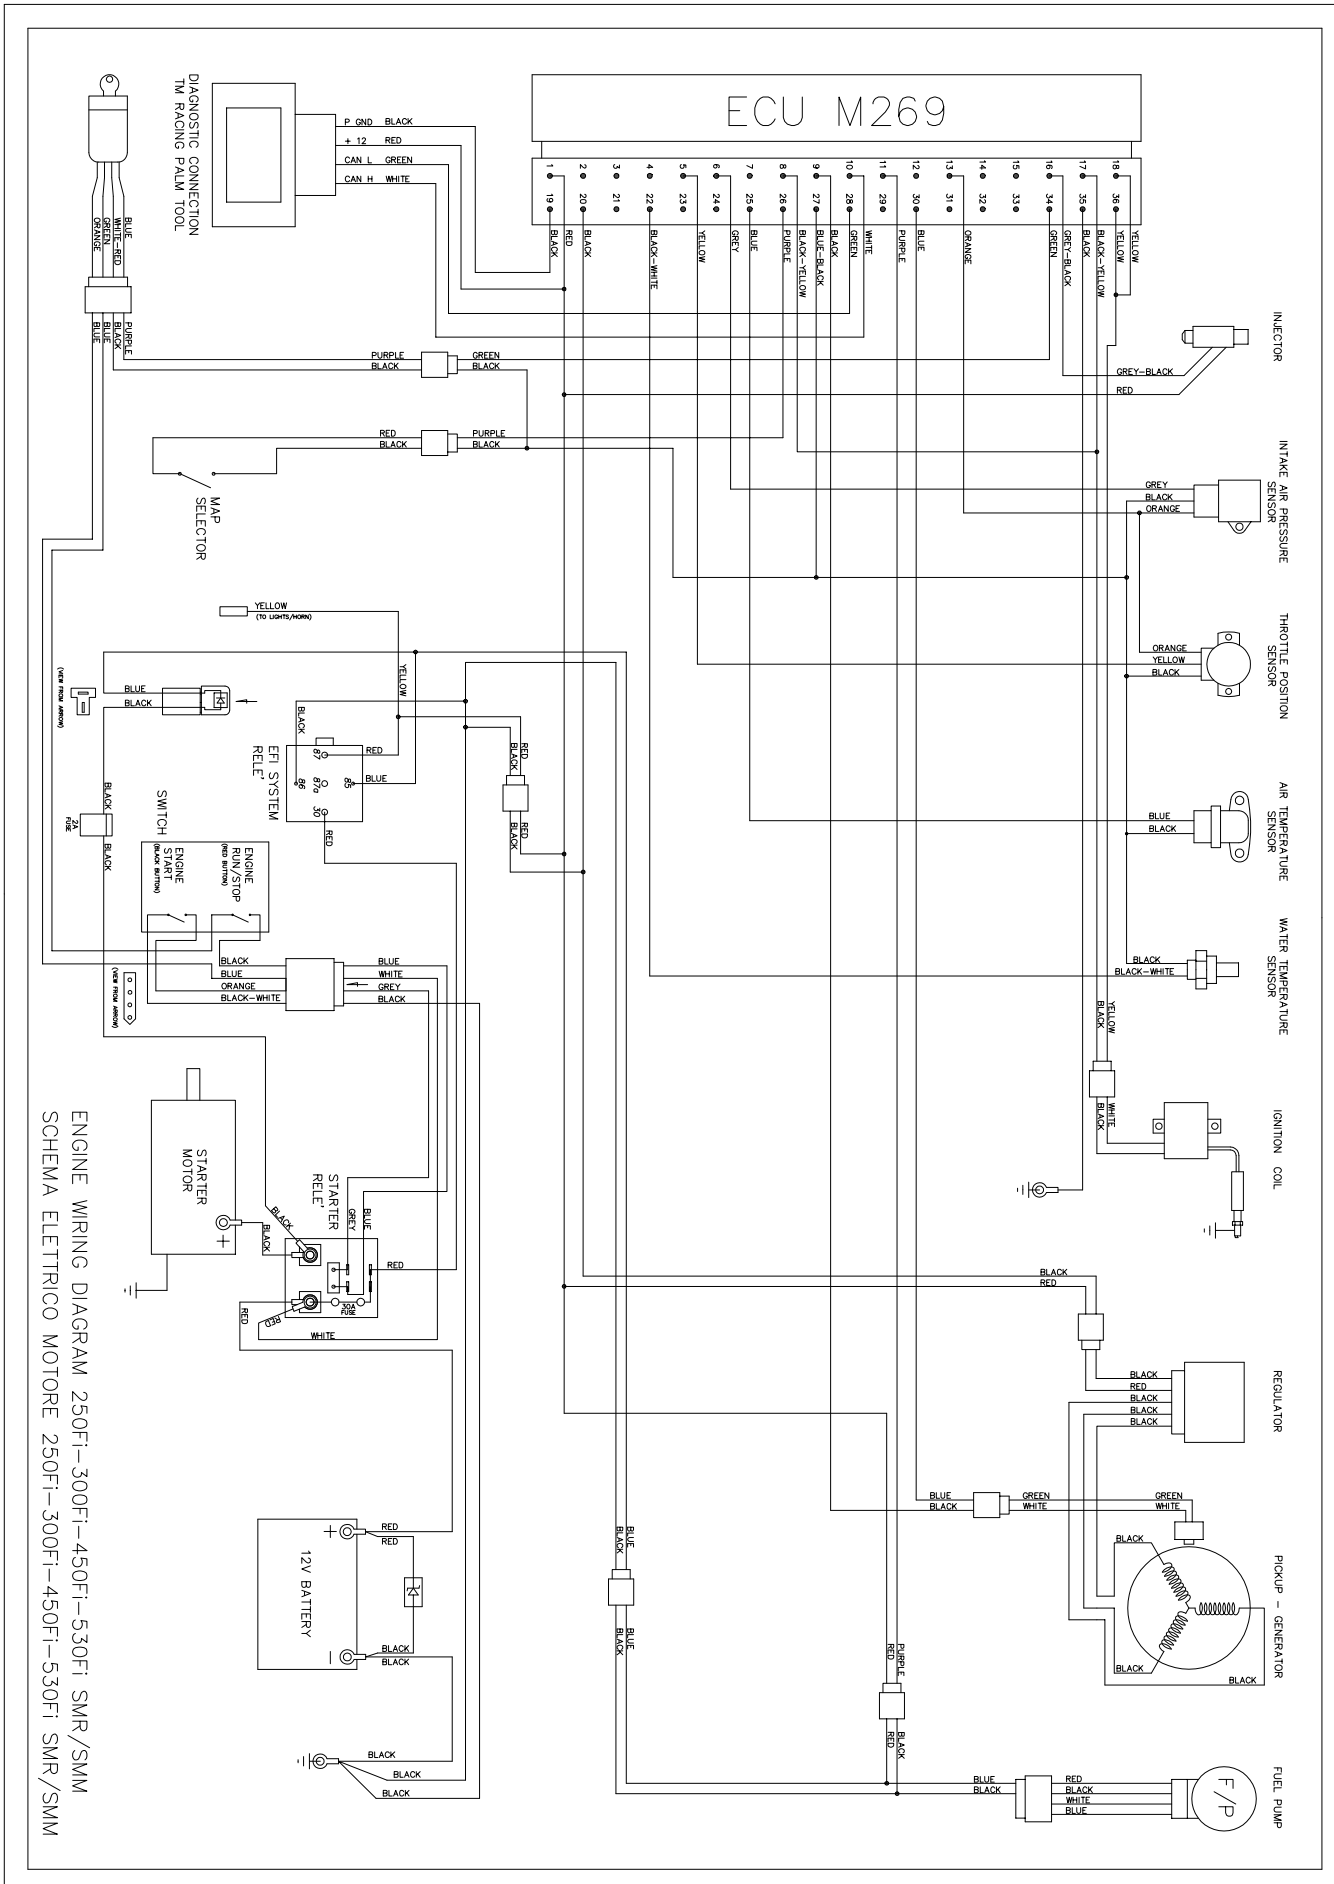 ECU M269
1 2 3 4 5 6 7 8 9 10 11 12 13 14 15 16 17 18
19 20 21 22 23 24 25 26 27 28 29 30 31 32 33 34 35 36
BLACK
RED
BLACK
BLACK-WHITE
YELLOW
GREY
BLUE
PURPLE
BLACK-YELLOW
BLUE-BLACK
BLACK
GREEN
WHITE
PURPLE
BLUE
ORANGE
GREEN
GREY-BLACK
BLACK
BLACK-YELLOW
YELLOW
YELLOW
DIAGNOSTIC CONNECTION
TM RACING PALM TOOL
P GND BLACK
+ 12 RED
CAN L GREEN
CAN H WHITE
BLUE
WHITE-RED
GREEN
ORANGE
PURPLE
BLACK
BLUE
BLUE
PURPLE GREEN
BLACK BLACK
RED PURPLE
BLACK BLACK
MAP
SELECTOR
INJECTOR
GREY-BLACK
RED
INTAKE AIR PRESSURE
SENSOR
GREY
BLACK
ORANGE
THROTTLE POSITION
SENSOR
ORANGE
YELLOW
BLACK
AIR TEMPERATURE
SENSOR
BLUE
BLACK
WATER TEMPERATURE
SENSOR
BLACK
BLACK-WHITE
YELLOW
BLACK
WHITE
BLACK
IGNITION COIL
YELLOW
(TO LIGHTS/HORN)
YELLOW
BLUE
BLACK
(VIEW FROM ARROW)
BLACK
RED
BLUE
RED
87
87a
30
86
85
EFI SYSTEM
RELE'
RED
BLACK
RED
BLACK
BLACK
2A
FUSE
BLACK
SWITCH
ENGINE
RUN/STOP
(RED BUTTON)
ENGINE
START
(BLACK BUTTON)
BLACK BLUE
BLUE WHITE
ORANGE GREY
BLACK-WHITE BLACK
(VIEW FROM ARROW)
STARTER
MOTOR
+
BLACK
BLACK
STARTER
RELE'
GREY
BLUE
RED
30A
FUSE
RED
RED
WHITE
BLACK
RED
REGULATOR
BLACK
RED
BLACK
BLACK
BLACK
BLUE GREEN GREEN
BLACK WHITE WHITE
PICKUP - GENERATOR
BLACK
BLACK
BLACK
12V BATTERY
+
-
RED
RED
BLACK
BLACK
BLACK
BLACK
BLACK
BLUE
BLACK
BLUE
BLACK
PURPLE
RED
BLACK
RED
FUEL PUMP
F/P
BLUE RED
BLACK BLACK
WHITE
BLUE
ENGINE WIRING DIAGRAM 250Fi-300Fi-450Fi-530Fi SMR/SMM
SCHEMA ELETTRICO MOTORE 250Fi-300Fi-450Fi-530Fi SMR/SMM